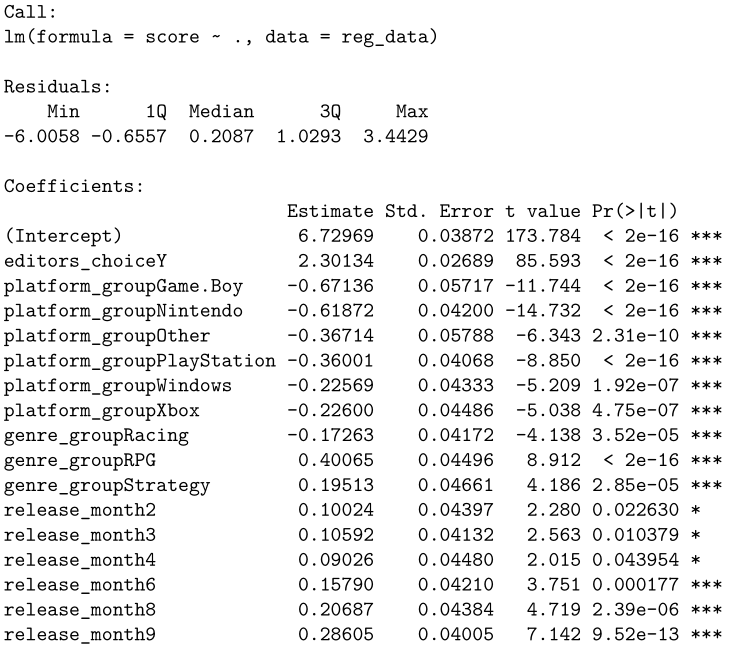 Call:
lm(formula = score ~ ., data = reg_data)
Residuals:
Min 1Q Median 3Q Max
-6.0058 -0.6557 0.2087 1.0293 3.4429
Coefficients:
Estimate Std. Error t value Pr(>|t|)
(Intercept) 6.72969 0.03872 173.784 < 2e-16 ***
editors_choiceY 2.30134 0.02689 85.593 < 2e-16 ***
platform_groupGame.Boy -0.67136 0.05717 -11.744 < 2e-16 ***
platform_groupNintendo -0.61872 0.04200 -14.732 < 2e-16 ***
platform_groupOther -0.36714 0.05788 -6.343 2.31e-10 ***
platform_groupPlayStation -0.36001 0.04068 -8.850 < 2e-16 ***
platform_groupWindows -0.22569 0.04333 -5.209 1.92e-07 ***
platform_groupXbox -0.22600 0.04486 -5.038 4.75e-07 ***
genre_groupRacing -0.17263 0.04172 -4.138 3.52e-05 ***
genre_groupRPG 0.40065 0.04496 8.912 < 2e-16 ***
genre_groupStrategy 0.19513 0.04661 4.186 2.85e-05 ***
release_month2 0.10024 0.04397 2.280 0.022630 *
release_month3 0.10592 0.04132 2.563 0.010379 *
release_month4 0.09026 0.04480 2.015 0.043954 *
release_month6 0.15790 0.04210 3.751 0.000177 ***
release_month8 0.20687 0.04384 4.719 2.39e-06 ***
release_month9 0.28605 0.04005 7.142 9.52e-13 ***